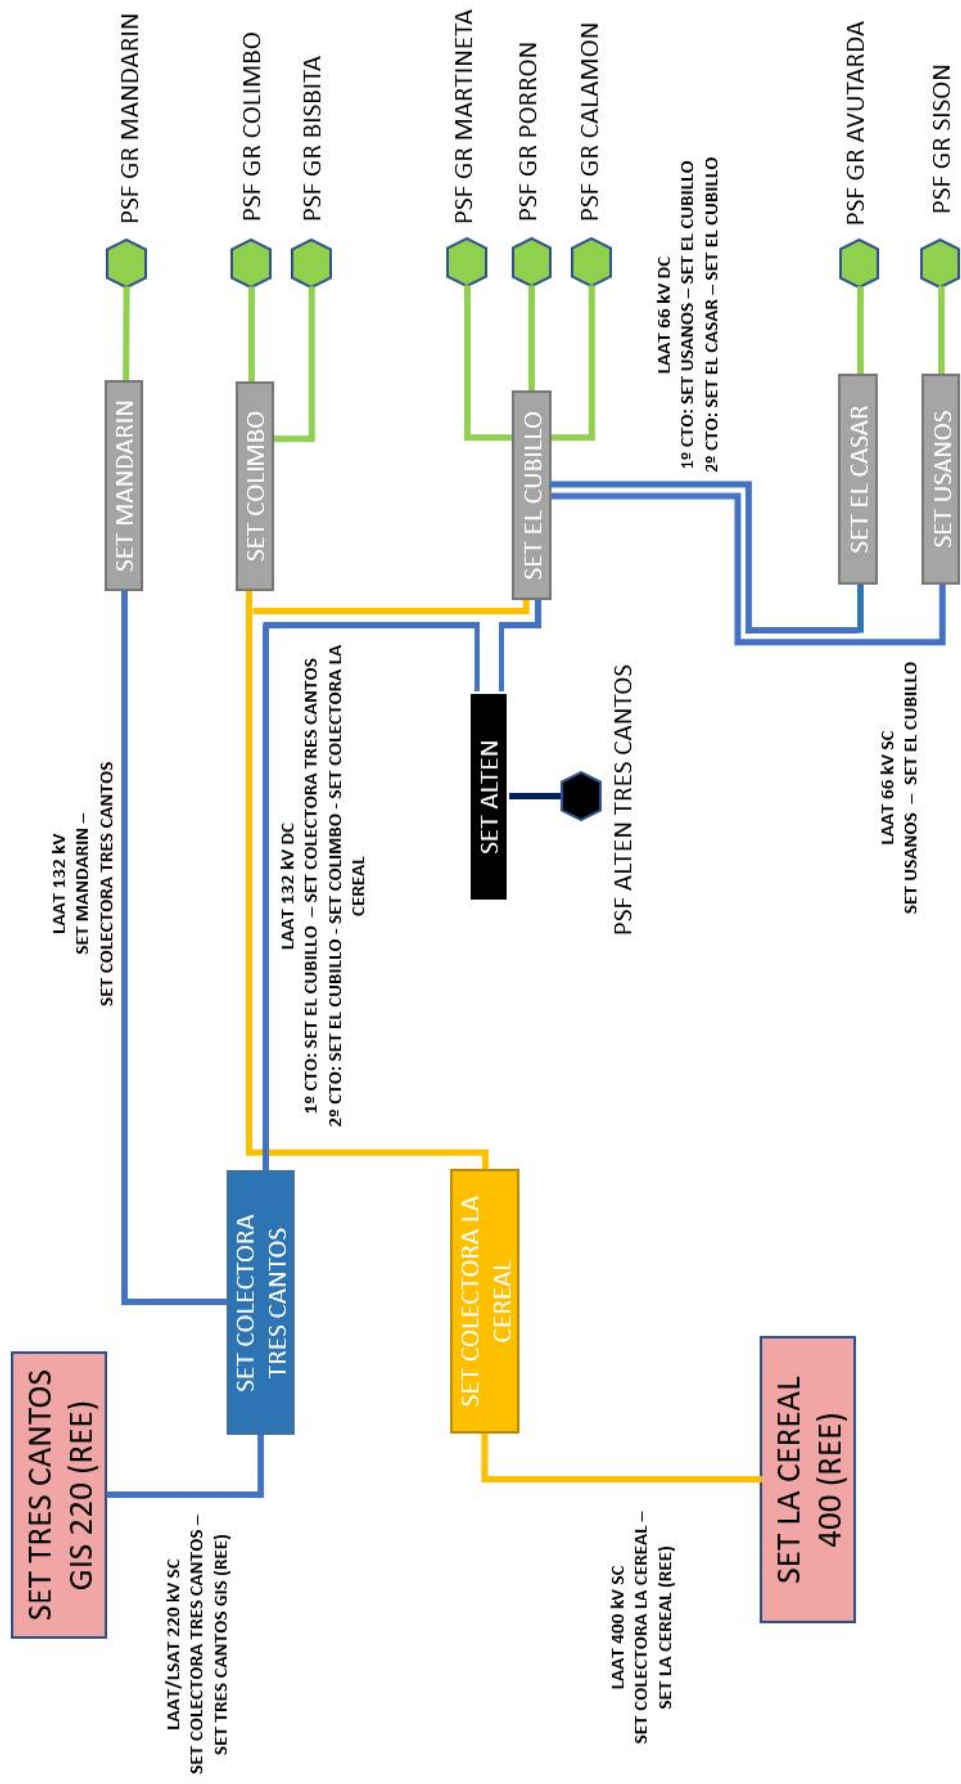 SET TRES CANTOS
GIS 220 (REE)
LAAT/LSAT 220 kV SC
SET COLECTORA TRES CANTOS –
SET TRES CANTOS GIS (REE)
SET COLECTORA
TRES CANTOS
LAAT 132 kV
SET MANDARIN –
SET COLECTORA TRES CANTOS
SET MANDARIN
PSF GR MANDARIN
SET COLIMBO
PSF GR COLIMBO
PSF GR BISBITA
LAAT 132 kV DC
1º CTO: SET EL CUBILLO – SET COLECTORA TRES CANTOS
2º CTO: SET EL CUBILLO - SET COLIMBO - SET COLECTORA LA
CEREAL
SET COLECTORA LA
CEREAL
SET ALTEN
PSF ALTEN TRES CANTOS
SET EL CUBILLO
PSF GR MARTINETA
PSF GR PORRON
PSF GR CALAMON
LAAT 400 kV SC
SET COLECTORA LA CEREAL –
SET LA CEREAL (REE)
SET LA CEREAL
400 (REE)
LAAT 66 kV DC
1º CTO: SET USANOS – SET EL CUBILLO
2º CTO: SET EL CASAR – SET EL CUBILLO
SET EL CASAR
PSF GR AVUTARDA
LAAT 66 kV SC
SET USANOS – SET EL CUBILLO
SET USANOS
PSF GR SISON